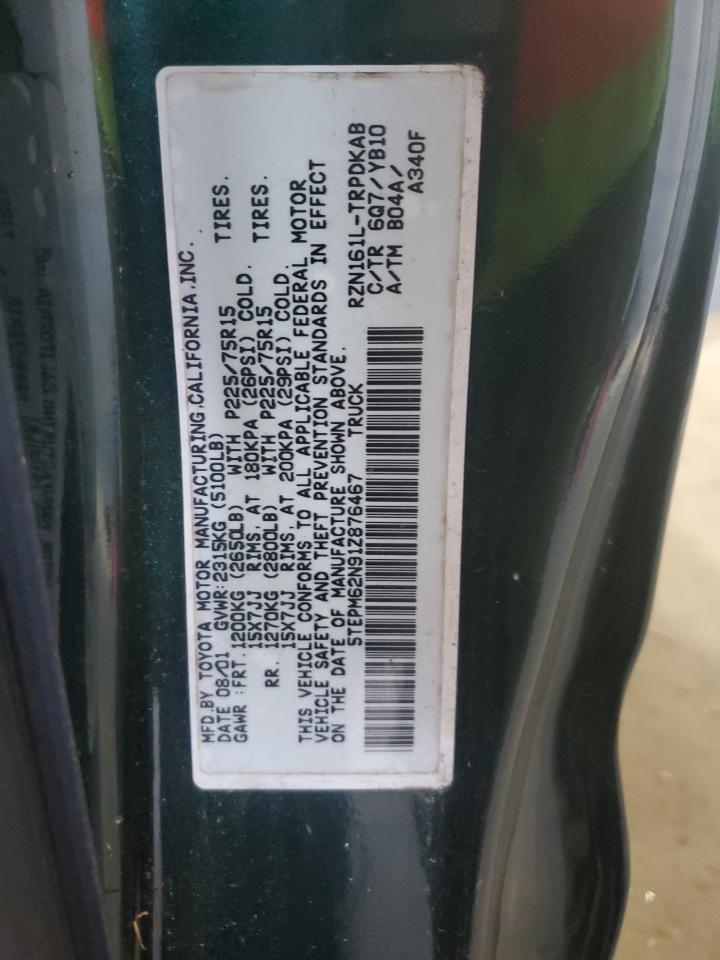 MFD.BY TOYOTA MOTOR MANUFACTURING,CALIFORNIA,INC.
DATE 08/01 GVWR:2315KG (5100LB)
GAWR :FRT.1200KG (2650LB) WITH P225/75R15 TIRES.
15X7JJ RIMS, AT 180KPA (26PSI) COLD.
RR. 1270KG (2800LB) WITH P225/75R15 TIRES.
15X7JJ RIMS, AT 200KPA (29PSI) COLD.
THIS VEHICLE CONFORMS TO ALL APPLICABLE FEDERAL MOTOR
VEHICLE SAFETY AND THEFT PREVENTION STANDARDS IN EFFECT
ON THE DATE OF MANUFACTURE SHOWN ABOVE.
5TEPM62N91Z876467 TRUCK
RZN161L-TRPDKAB
C/TR 6Q7/YB10
A/TM B04A/
A340F